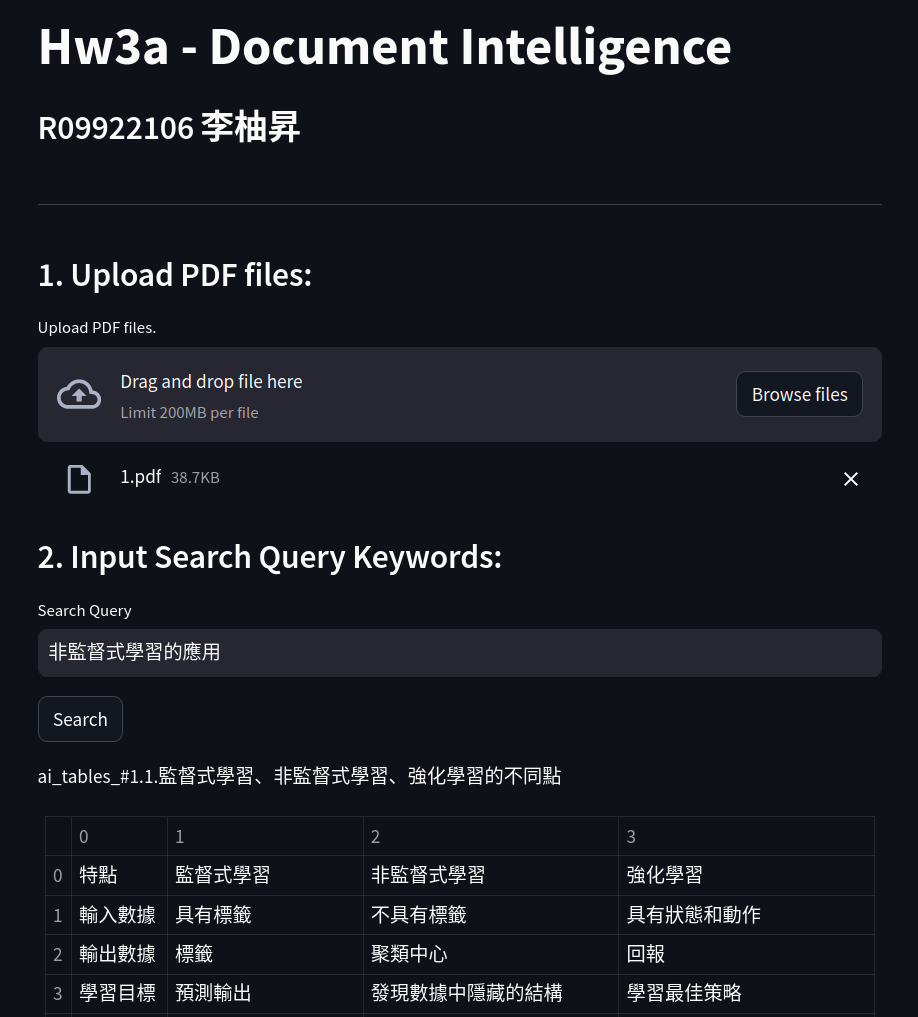 Hw3a - Document Intelligence
R09922106 李柚昇
1. Upload PDF files:
Upload PDF files.
Drag and drop file here
Limit 200MB per file
Browse files
1.pdf 38.7KB
2. Input Search Query Keywords:
Search Query
非監督式學習的應用
Search
ai_tables_#1.1.監督式學習、非監督式學習、強化學習的不同點
0 1 2 3
0 特點 監督式學習 非監督式學習 強化學習
1 輸入數據 具有標籤 不具有標籤 具有狀態和動作
2 輸出數據 標籤 聚類中心 回報
3 學習目標 預測輸出 發現數據中隱藏的結構 學習最佳策略